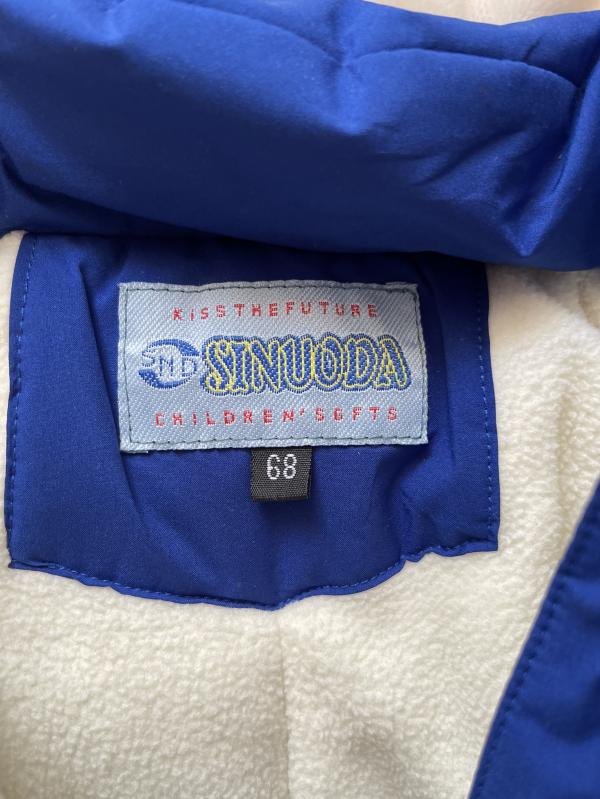 KiSSTHEFUTURE
SND SINUODA
CHILDREN'SGFTS
68